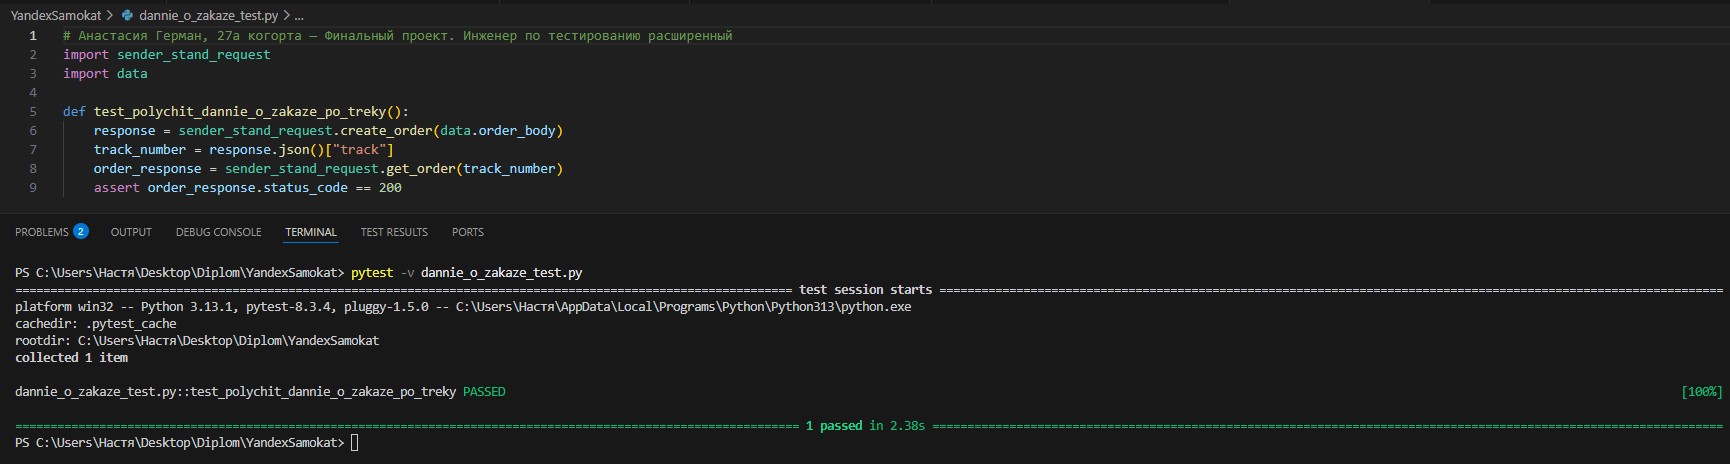 YandexSamokat > dannie_o_zakaze_test.py > ...
1 # Анастасия Герман, 27а когорта — Финальный проект. Инженер по тестированию расширенный
2 import sender_stand_request
3 import data
4
5 def test_polychit_dannie_o_zakaze_po_treky():
6 response = sender_stand_request.create_order(data.order_body)
7 track_number = response.json()["track"]
8 order_response = sender_stand_request.get_order(track_number)
9 assert order_response.status_code == 200
PROBLEMS 2 OUTPUT DEBUG CONSOLE TERMINAL TEST RESULTS PORTS
PS C:\Users\Настя\Desktop\Diplom\YandexSamokat> pytest -v dannie_o_zakaze_test.py
test session starts
platform win32 -- Python 3.13.1, pytest-8.3.4, pluggy-1.5.0 -- C:\Users\Настя\AppData\Local\Programs\Python\Python313\python.exe
cachedir: .pytest_cache
rootdir: C:\Users\Настя\Desktop\Diplom\YandexSamokat
collected 1 item
dannie_o_zakaze_test.py::test_polychit_dannie_o_zakaze_po_treky PASSED [100%]
1 passed in 2.38s
PS C:\Users\Настя\Desktop\Diplom\YandexSamokat>